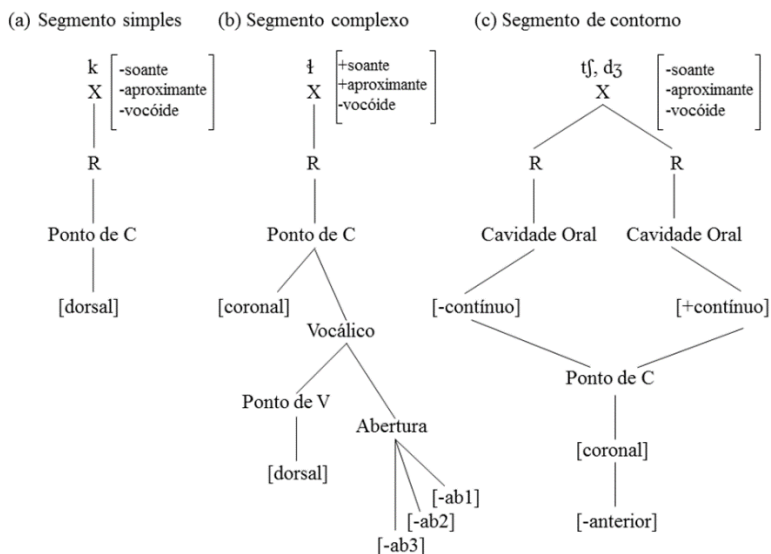 (a) Segmento simples (b) Segmento complexo (c) Segmento de contorno
k ɫ tʃ, dʒ
X X X
-soante
-aproximante
-vocóide
+soante
+aproximante
-vocóide
-soante
-aproximante
-vocóide
R R R R
Ponto de C Ponto de C Cavidade Oral Cavidade Oral
[dorsal] [coronal] [-contínuo] [+contínuo]
Vocálico
Ponto de C
Ponto de V
Abertura
[coronal]
[dorsal]
[-ab1]
[-ab2]
[-ab3]
[-anterior]